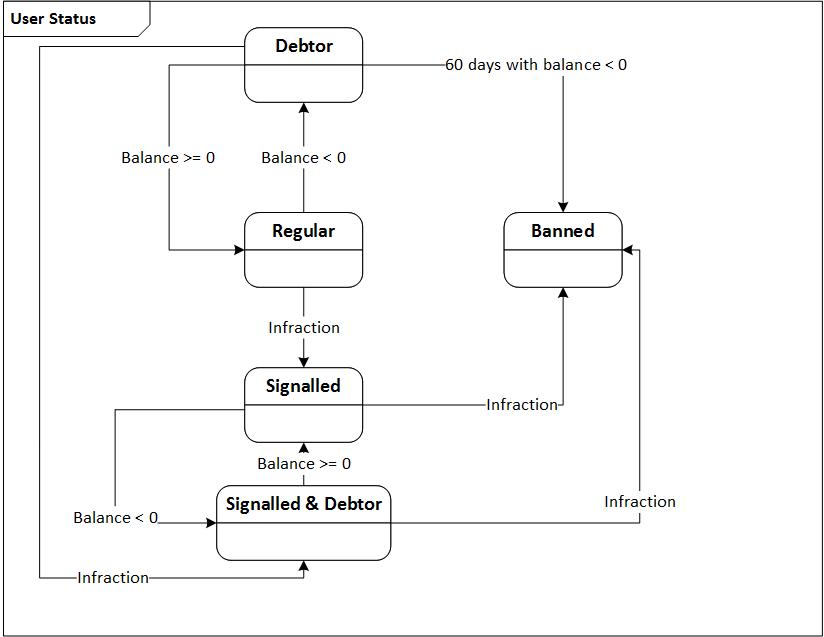 User Status
Debtor
60 days with balance < 0
Balance >= 0
Balance < 0
Regular
Banned
Infraction
Signalled
Infraction
Balance >= 0
Signalled & Debtor
Infraction
Balance < 0
Infraction